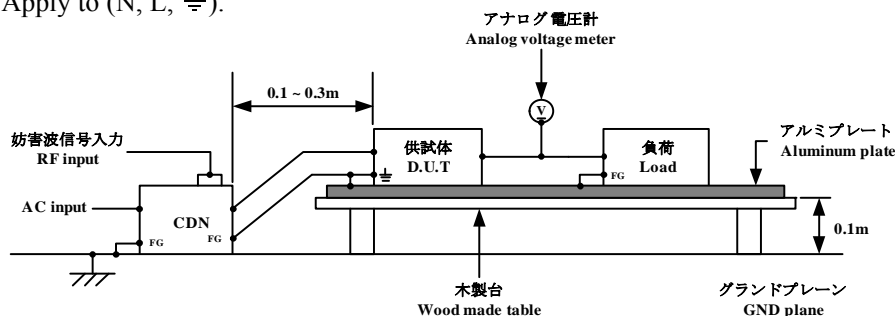 Apply to (N, L, ⏚).
アナログ電圧計
Analog voltage meter
0.1 ~ 0.3m
V
妨害波信号入力
RF input
供試体
D.U.T
負荷
Load
アルミプレート
Aluminum plate
FG
AC input
CDN
FG
FG
0.1m
木製台
Wood made table
グランドプレーン
GND plane